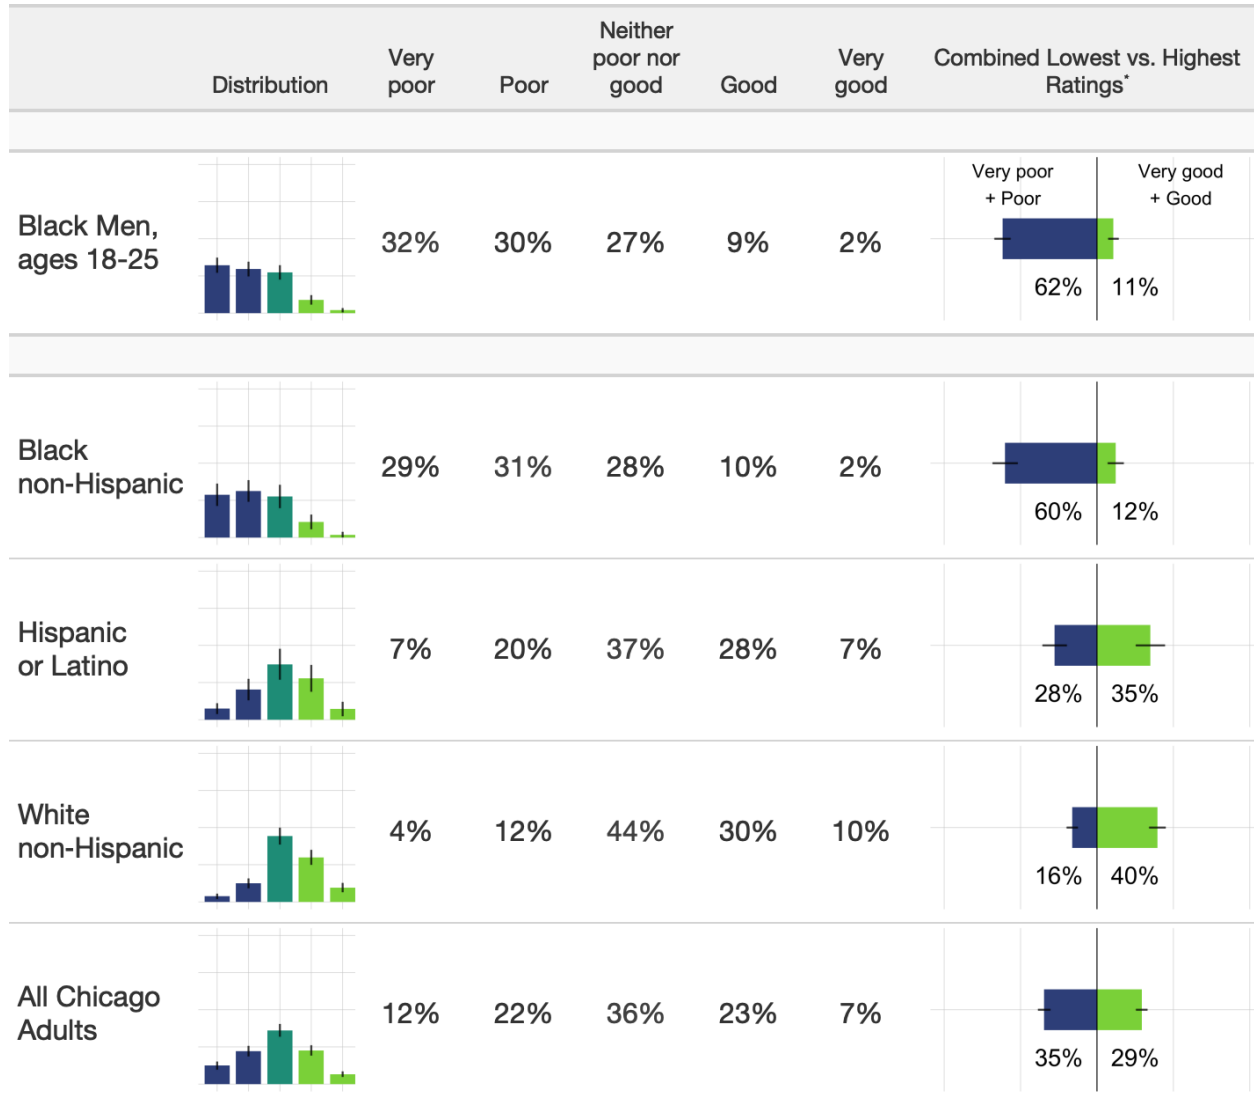 Distribution
Very
poor
Poor
Neither
poor nor
good
Good
Very
good
Combined Lowest vs. Highest
Ratings*
Black Men,
ages 18-25
32%
30%
27%
9%
2%
Very poor
+ Poor
Very good
+ Good
62%
11%
Black
non-Hispanic
29%
31%
28%
10%
2%
60%
12%
Hispanic
or Latino
7%
20%
37%
28%
7%
28%
35%
White
non-Hispanic
4%
12%
44%
30%
10%
16%
40%
All Chicago
Adults
12%
22%
36%
23%
7%
35%
29%